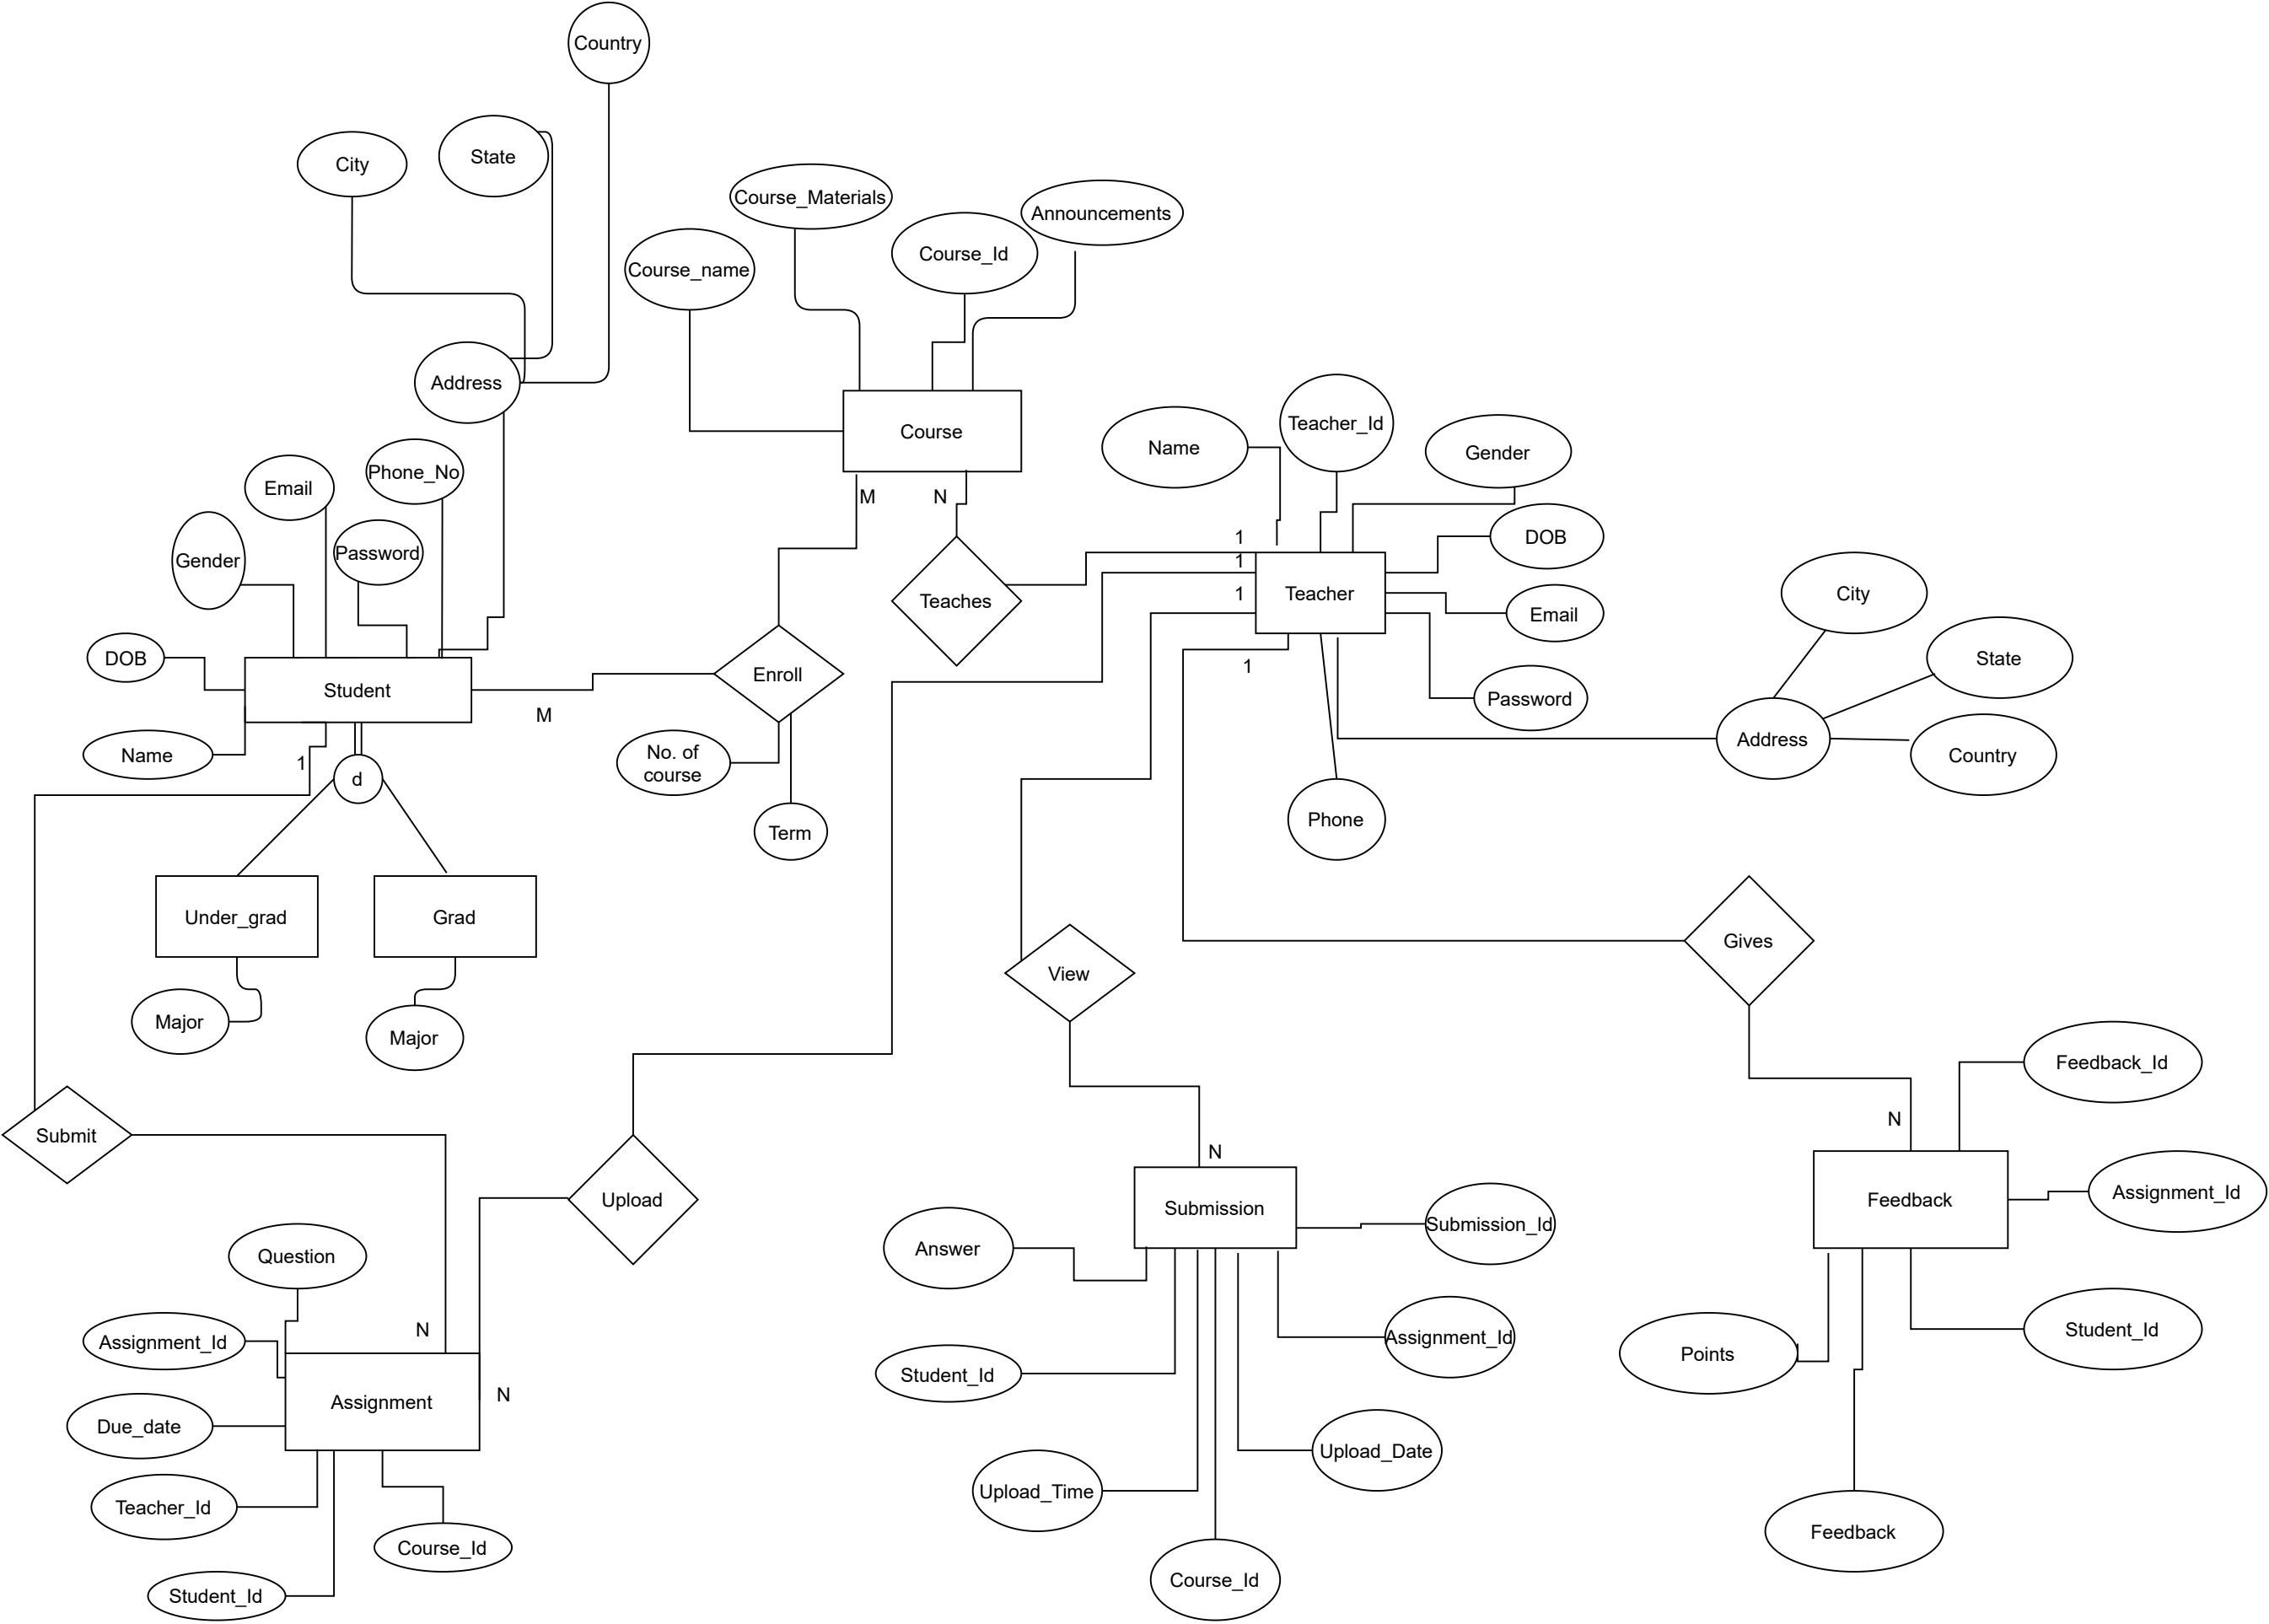 Country
City
State
Course_Materials
Announcements
Course_Id
Course_name
Address
Course
Teacher_Id
Name
Gender
Phone_No
Email
M
N
DOB
1
Password
1
Gender
Teaches
1
Teacher
City
Email
DOB
Student
Enroll
1
State
M
Password
Name
1
No. of
course
Address
Country
d
Term
Phone
Under_grad
Grad
Gives
View
Major
Major
Feedback_Id
N
Submit
N
Upload
Submission
Feedback
Assignment_Id
Question
Answer
Submission_Id
N
Assignment_Id
Assignment_Id
Student_Id
Points
Student_Id
N
Assignment
Due_date
Upload_Date
Upload_Time
Teacher_Id
Feedback
Course_Id
Course_Id
Student_Id